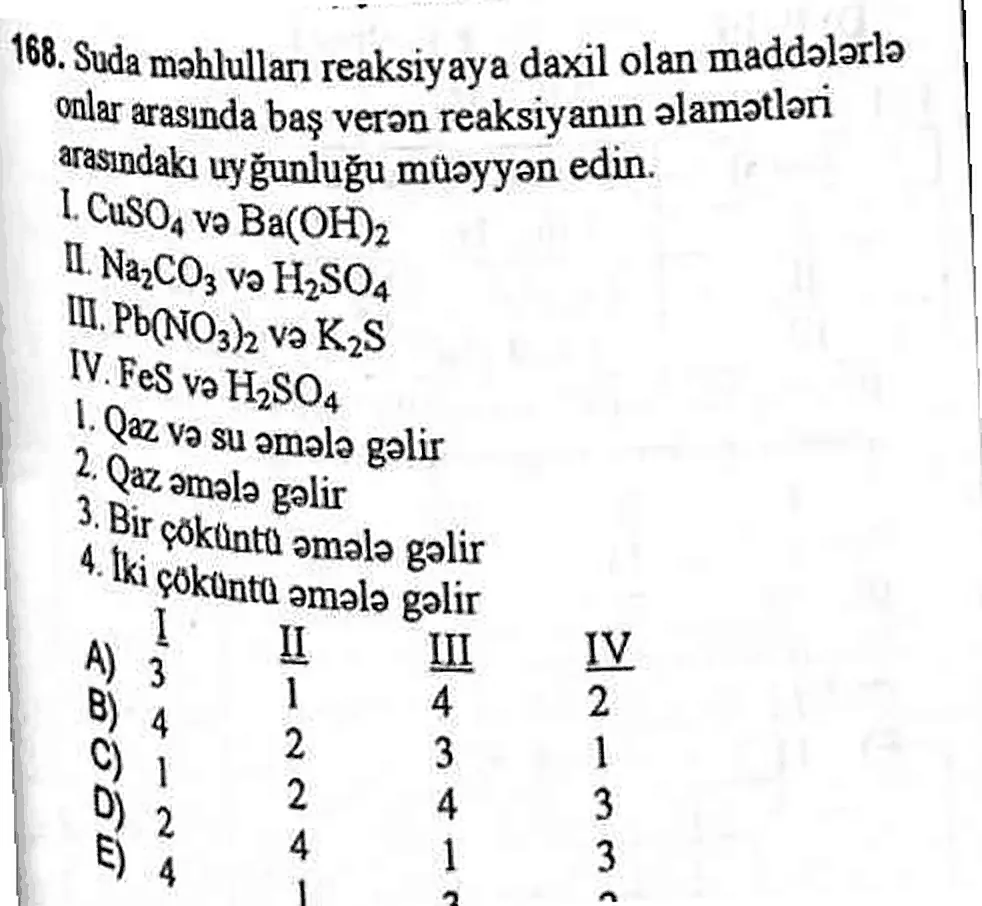 168. Suda məhlulları reaksiyaya daxil olan maddələrlə
onlar arasında baş verən reaksiyanın əlamətləri
arasındakı uyğunluğu müəyyən edin.
I. CuSO₄ və Ba(OH)₂
II. Na₂CO₃ və H₂SO₄
III. Pb(NO₃)₂ və K₂S
IV. FeS və H₂SO₄
1. Qaz və su əmələ gəlir
2. Qaz əmələ gəlir
3. Bir çöküntü əmələ gəlir
4. İki çöküntü əmələ gəlir
I II III IV
A) 3 1 4 2
B) 4 2 3 1
C) 1 2 4 3
D) 2 4 1 3
E) 4 1